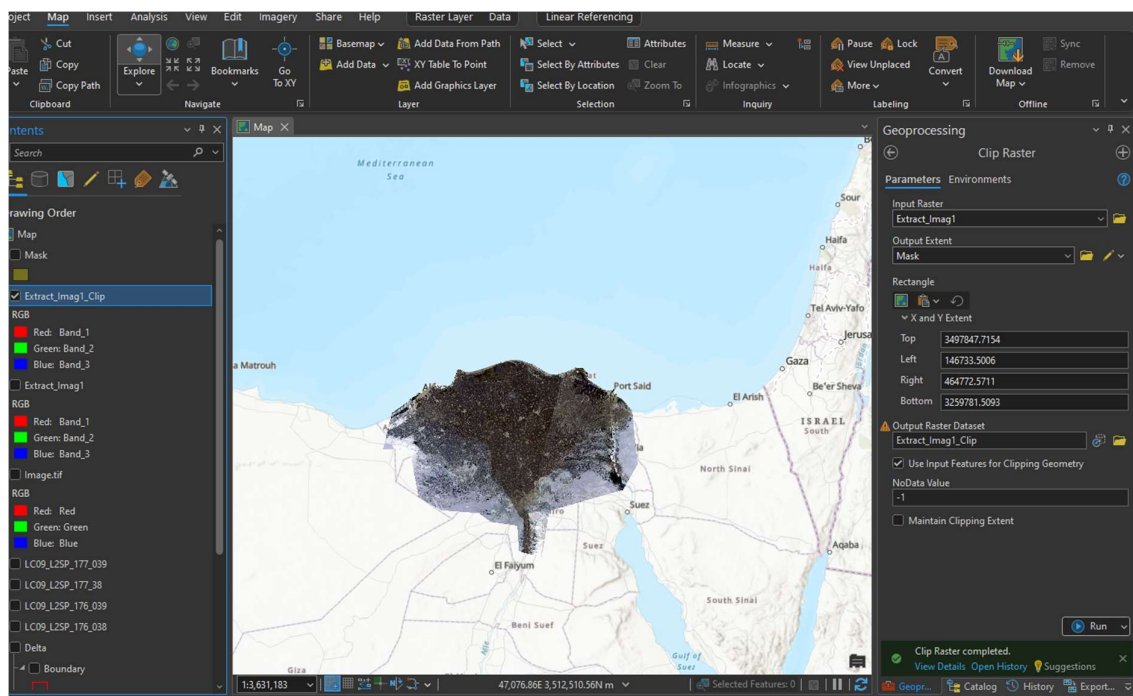 oject Map Insert Analysis View Edit Imagery Share Help Raster Layer Data Linear Referencing
Cut
Copy
Copy Path
aste
Clipboard
Explore
Bookmarks
Go To XY
Navigate
Basemap
Add Data
Add Data From Path
XY Table To Point
Add Graphics Layer
Layer
Select
Select By Attributes
Select By Location
Attributes
Clear
Zoom To
Selection
Measure
Locate
Infographics
Inquiry
Pause Lock
View Unplaced
More
Convert
Labeling
Download Map
Sync
Remove
Offline
ntents
Search
rawing Order
Map
Mask
Extract_Imag1_Clip
RGB
Red: Band_1
Green: Band_2
Blue: Band_3
Extract_Imag1
RGB
Red: Band_1
Green: Band_2
Blue: Band_3
Image.tif
RGB
Red: Red
Green: Green
Blue: Blue
LC09_L2SP_177_039
LC09_L2SP_177_38
LC09_L2SP_176_039
LC09_L2SP_176_038
Delta
Boundary
Map
Mediterranean
Sea
Sour
Haifa
Haifa
Tel Aviv-Yafo
Jerusa
Gaza
a Matrouh
Port Said
Be'er Sheva
El Arish
ISRAEL
South
North Sinai
Suez
Suez
Aqaba
El Faiyum
South Sinai
Beni Suef
Giza
Gulf of
Suez
1:3,631,183
47,076.86E 3,512,510.56N m
Selected Features: 0
Geoprocessing
Clip Raster
Parameters Environments
Input Raster
Extract_Imag1
Output Extent
Mask
Rectangle
X and Y Extent
Top 3497847.7154
Left 146733.5006
Right 464772.5711
Bottom 3259781.5093
Output Raster Dataset
Extract_Imag1_Clip
Use Input Features for Clipping Geometry
NoData Value
-1
Maintain Clipping Extent
Run
Clip Raster completed.
View Details Open History Suggestions
Geopr... Catalog History Export...